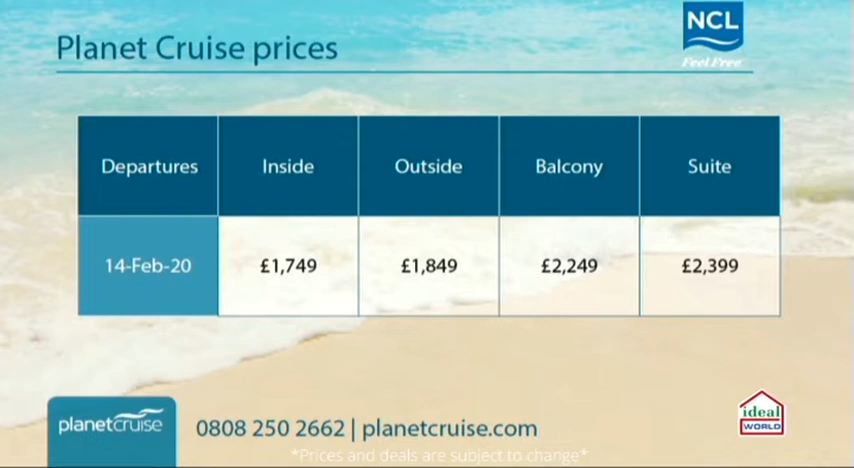 NCL
Feel Free
Planet Cruise prices
Departures Inside Outside Balcony Suite
14-Feb-20 £1,749 £1,849 £2,249 £2,399
planetcruise
0808 250 2662 | planetcruise.com
ideal
WORLD
*Prices and deals are subject to change*